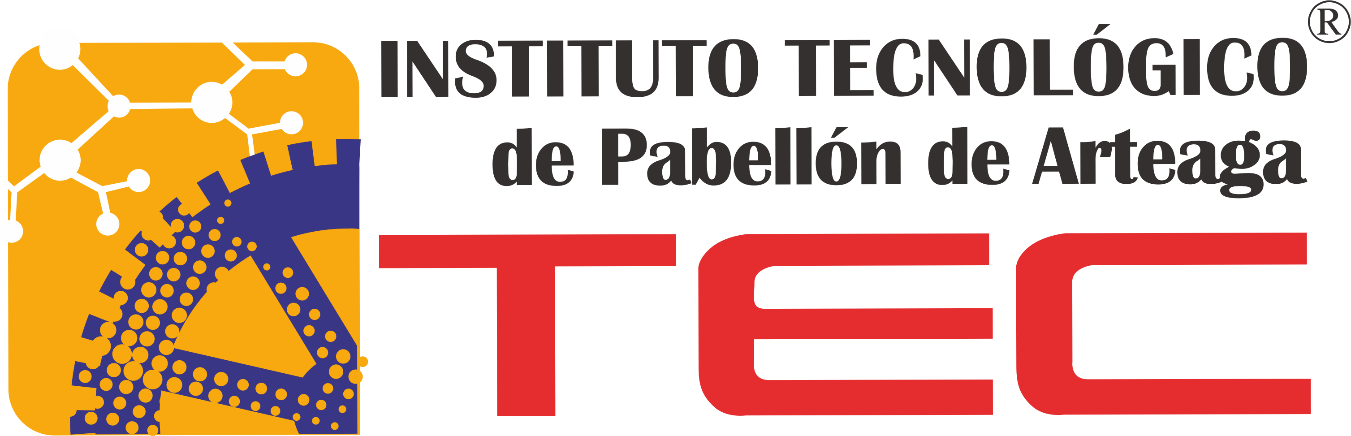 INSTITUTO TECNOLÓGICO®
de Pabellón de Arteaga
TEC